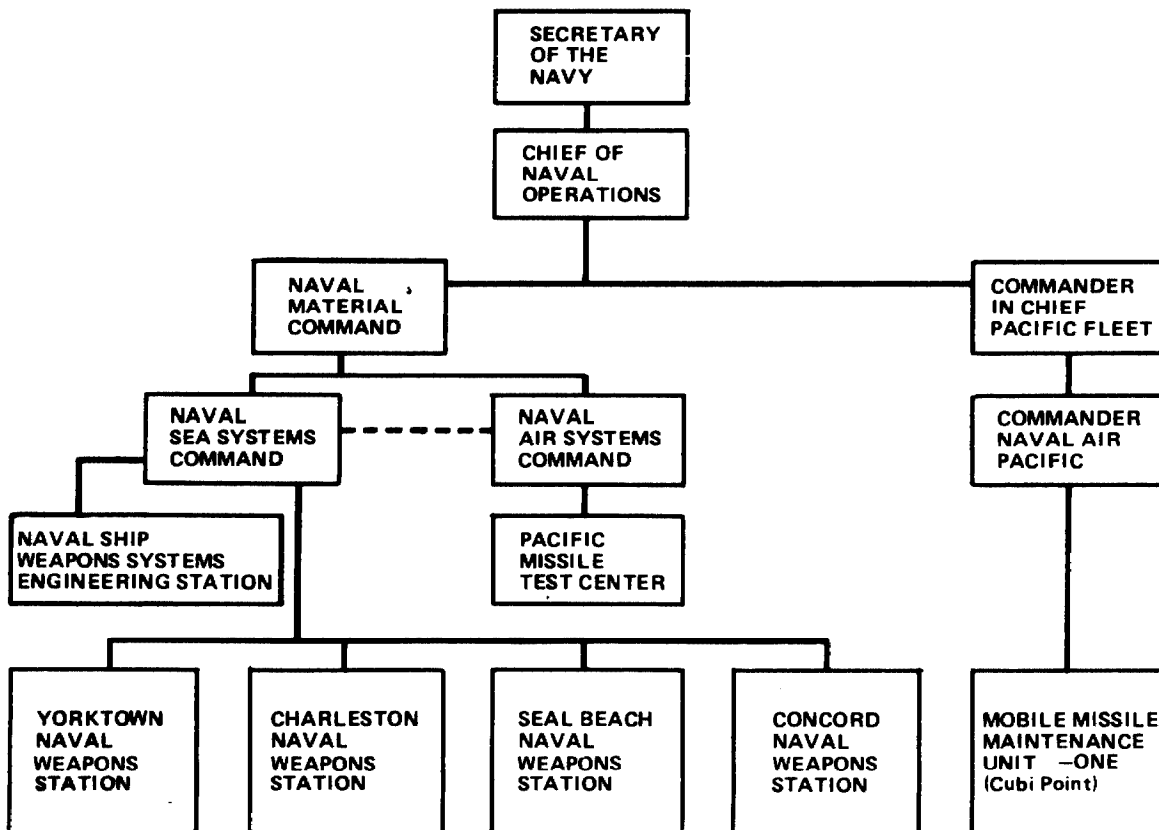 SECRETARY
OF THE
NAVY
CHIEF OF
NAVAL
OPERATIONS
NAVAL
MATERIAL
COMMAND
COMMANDER
IN CHIEF
PACIFIC FLEET
NAVAL
SEA SYSTEMS
COMMAND
NAVAL
AIR SYSTEMS
COMMAND
COMMANDER
NAVAL AIR
PACIFIC
NAVAL SHIP
WEAPONS SYSTEMS
ENGINEERING STATION
PACIFIC
MISSILE
TEST CENTER
YORKTOWN
NAVAL
WEAPONS
STATION
CHARLESTON
NAVAL
WEAPONS
STATION
SEAL BEACH
NAVAL
WEAPONS
STATION
CONCORD
NAVAL
WEAPONS
STATION
MOBILE MISSILE
MAINTENANCE
UNIT –ONE
(Cubi Point)